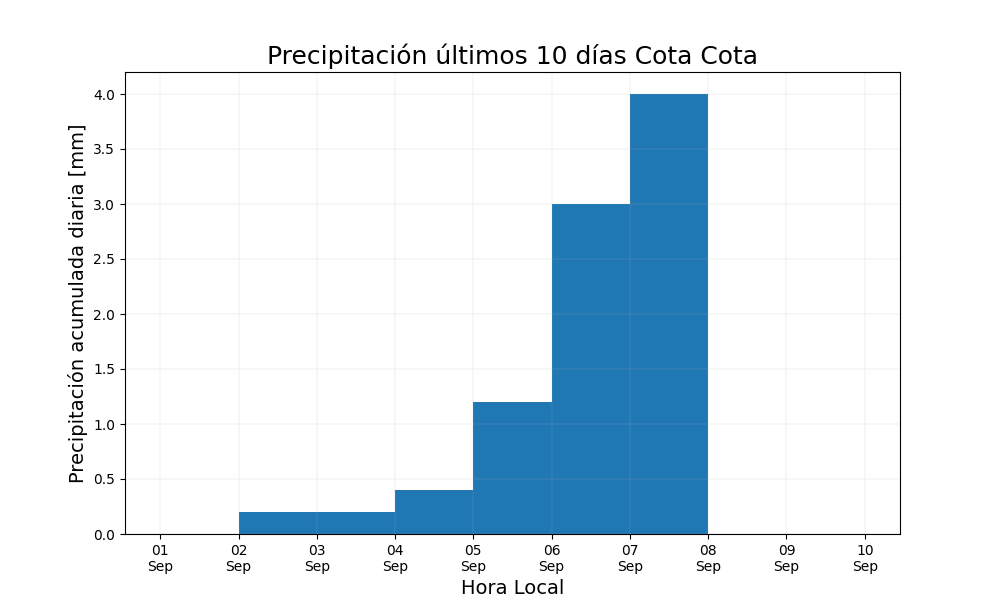 Precipitación últimos 10 días Cota Cota
Precipitación acumulada diaria [mm]
4.0
3.5
3.0
2.5
2.0
1.5
1.0
0.5
0.0
01 02 03 04 05 06 07 08 09 10
Sep Sep Sep Sep Sep Sep Sep Sep Sep Sep
Hora Local